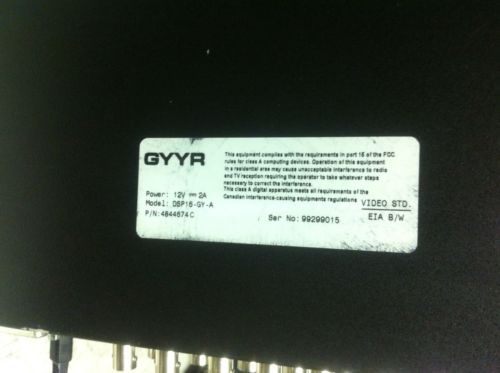 GYYR
This equipment complies with the requirements in part 15 of the FCC
rules for class A computing devices. Operation of this equipment
in a residential area may cause unacceptable interference to radio
and TV reception requiring the operator to take whatever steps
necessary to correct the interference.
This class A digital apparatus meets all requirements of the
Canadian interference-causing equipments regulations
Power: 12V ⎓ 2A
Model: DSP16-GY-A
P/N: 4644674C
Ser No: 99299015
VIDEO STD.
EIA B/W